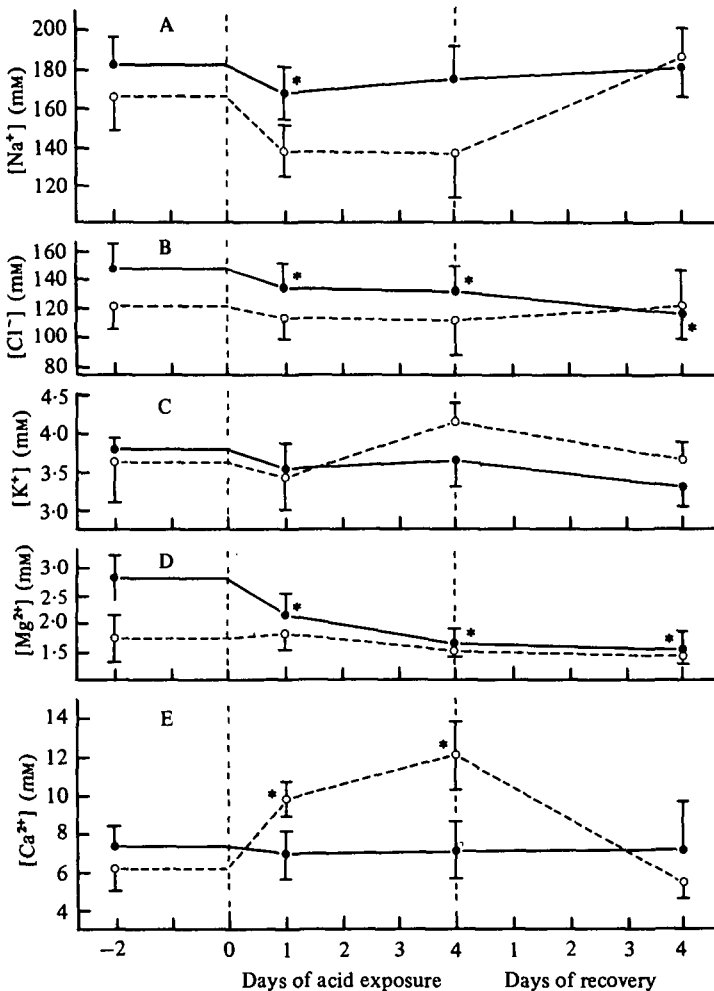 A
200
180
160
140
120
[Na⁺] (mM)
*
B
160
140
120
100
80
[Cl⁻] (mM)
*
*
*
C
4·5
4·0
3·5
3·0
[K⁺] (mM)
D
3·0
2·5
2·0
1·5
[Mg²⁺] (mM)
*
*
*
E
14
12
10
8
6
4
[Ca²⁺] (mM)
*
*
−2 0 1 2 3 4 1 2 3 4
Days of acid exposure Days of recovery